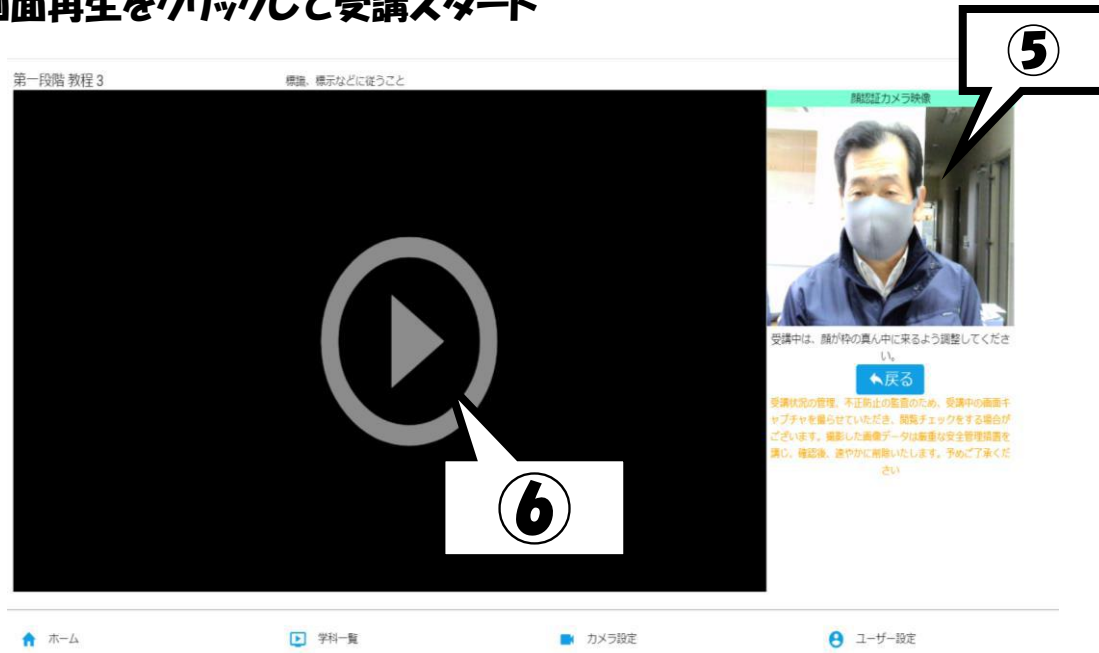 画面再生をクリックして受講スタート
⑤
第一段階 教程 3
標識、標示などに従うこと
顔認証カメラ映像
受講中は、顔が枠の真ん中に来るよう調整してくださ
い。
戻る
受講状況の管理、不正防止の監査のため、受講中の画面キ
ャプチャを撮らせていただき、閲覧チェックをする場合が
ございます。撮影した画像データは厳重な安全管理措置を
講じ、確認後、速やかに削除いたします。予めご了承くだ
さい
⑥
ホーム
学科一覧
カメラ設定
ユーザー設定